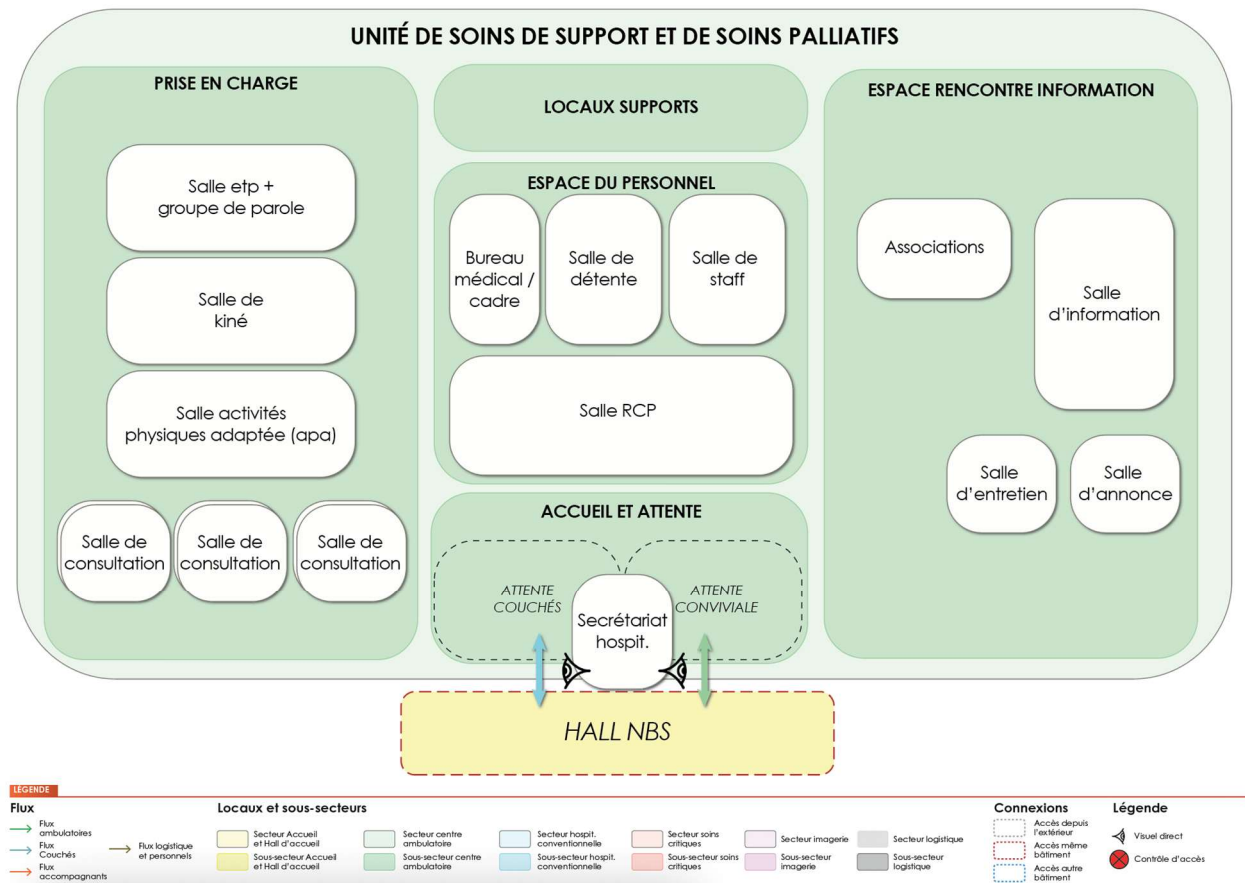 UNITÉ DE SOINS DE SUPPORT ET DE SOINS PALLIATIFS
PRISE EN CHARGE
Salle etp +
groupe de parole
Salle de
kiné
Salle activités
physiques adaptée (apa)
Salle de
consultation
Salle de
consultation
Salle de
consultation
LOCAUX SUPPORTS
ESPACE DU PERSONNEL
Bureau
médical /
cadre
Salle de
détente
Salle de
staff
Salle RCP
ACCUEIL ET ATTENTE
ATTENTE
COUCHÉS
Secrétariat
hospit.
ATTENTE
CONVIVIALE
ESPACE RENCONTRE INFORMATION
Associations
Salle
d'information
Salle
d'entretien
Salle
d'annonce
HALL NBS
LÉGENDE
Flux
Flux
ambulatoires
Flux
Couchés
Flux
accompagnants
Flux logistique
et personnels
Locaux et sous-secteurs
Secteur Accueil
et Hall d'accueil
Sous-secteur Accueil
et Hall d'accueil
Secteur centre
ambulatoire
Sous-secteur centre
ambulatoire
Secteur hospit.
conventionnelle
Sous-secteur hospit.
conventionnelle
Secteur soins
critiques
Sous-secteur soins
critiques
Secteur imagerie
Sous-secteur
imagerie
Secteur logistique
Sous-secteur
logistique
Connexions
Accès depuis
l'extérieur
Accès même
bâtiment
Accès autre
bâtiment
Légende
Visuel direct
Contrôle d'accès